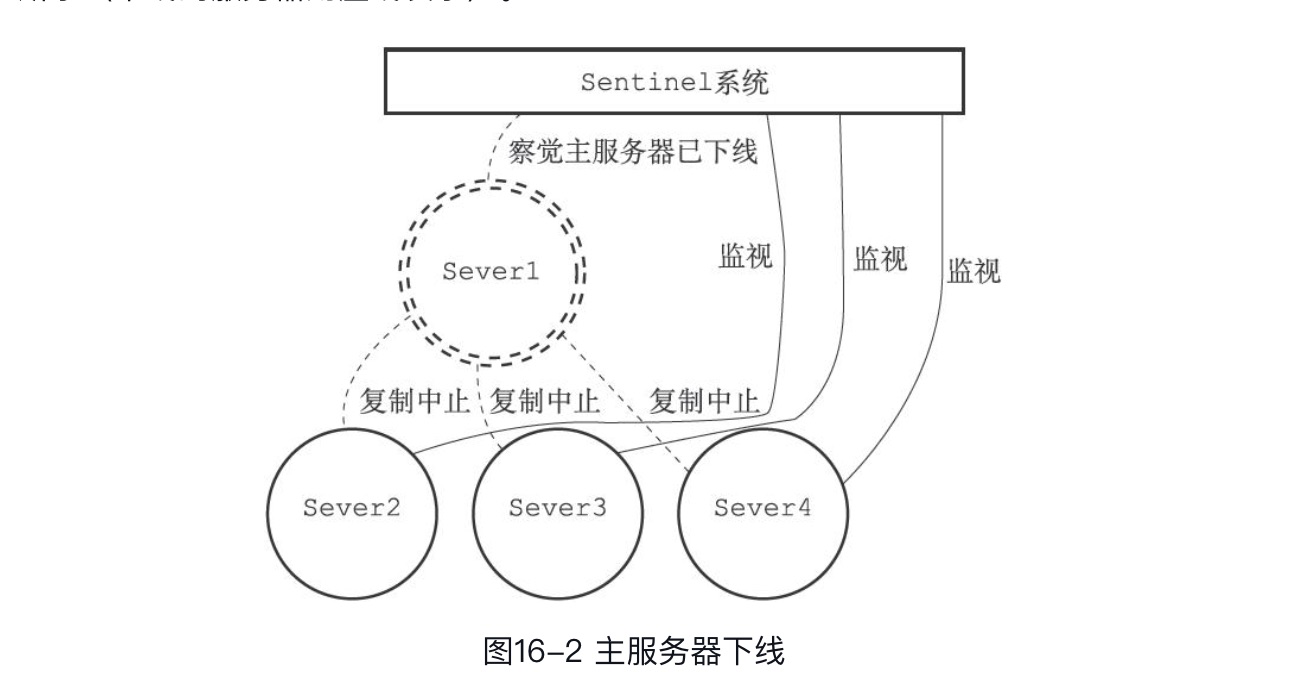 Sentinel系统
察觉主服务器已下线
监视
监视
监视
Sever1
复制中止
复制中止
复制中止
Sever2
Sever3
Sever4
图16-2 主服务器下线